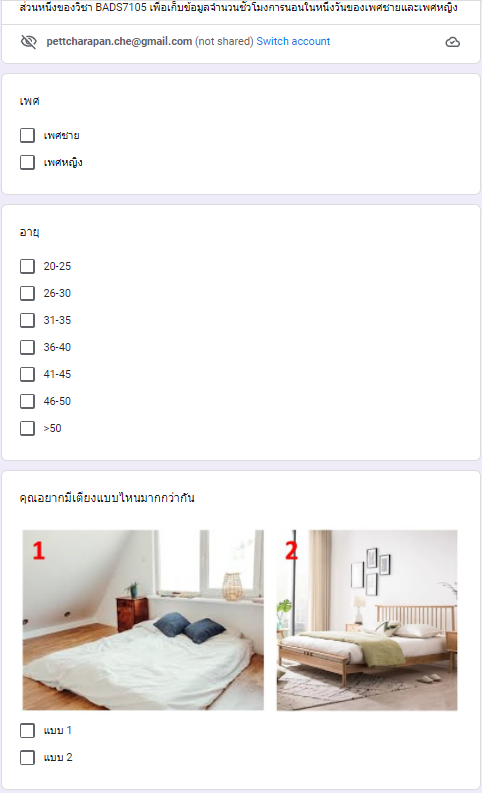 ส่วนหนึ่งของวิชา BADS7105 เพื่อเก็บข้อมูลจำนวนชั่วโมงการนอนในหนึ่งวันของเพศชายและเพศหญิง
pettcharapan.che@gmail.com (not shared) Switch account
เพศ
เพศชาย
เพศหญิง
อายุ
20-25
26-30
31-35
36-40
41-45
46-50
>50
คุณอยากมีเตียงแบบไหนมากกว่ากัน
1
2
แบบ 1
แบบ 2